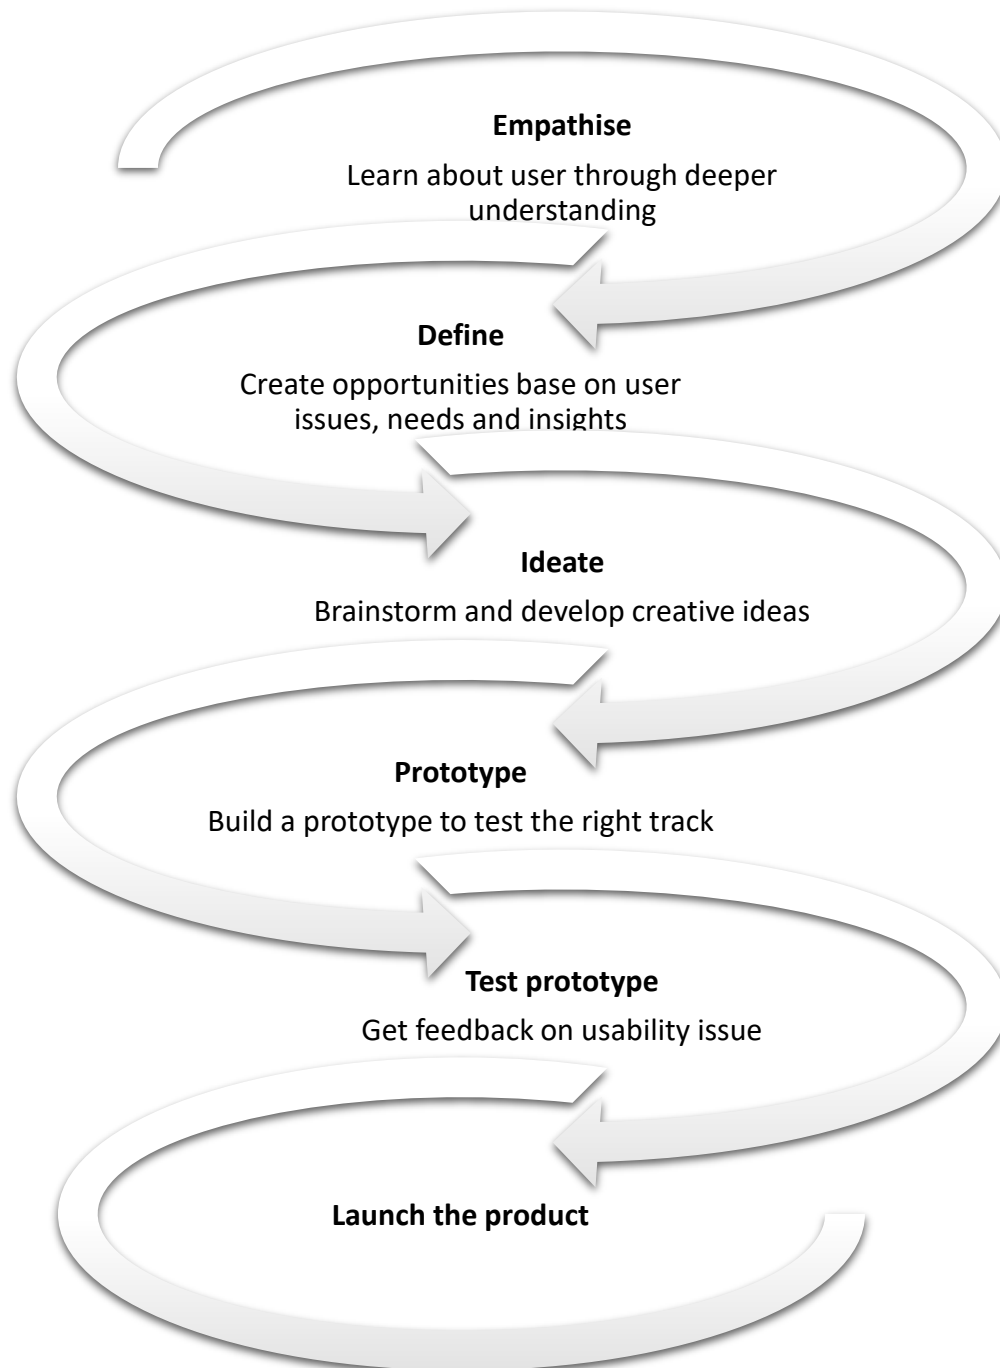 Empathise
Learn about user through deeper
understanding
Define
Create opportunities base on user
issues, needs and insights
Ideate
Brainstorm and develop creative ideas
Prototype
Build a prototype to test the right track
Test prototype
Get feedback on usability issue
Launch the product